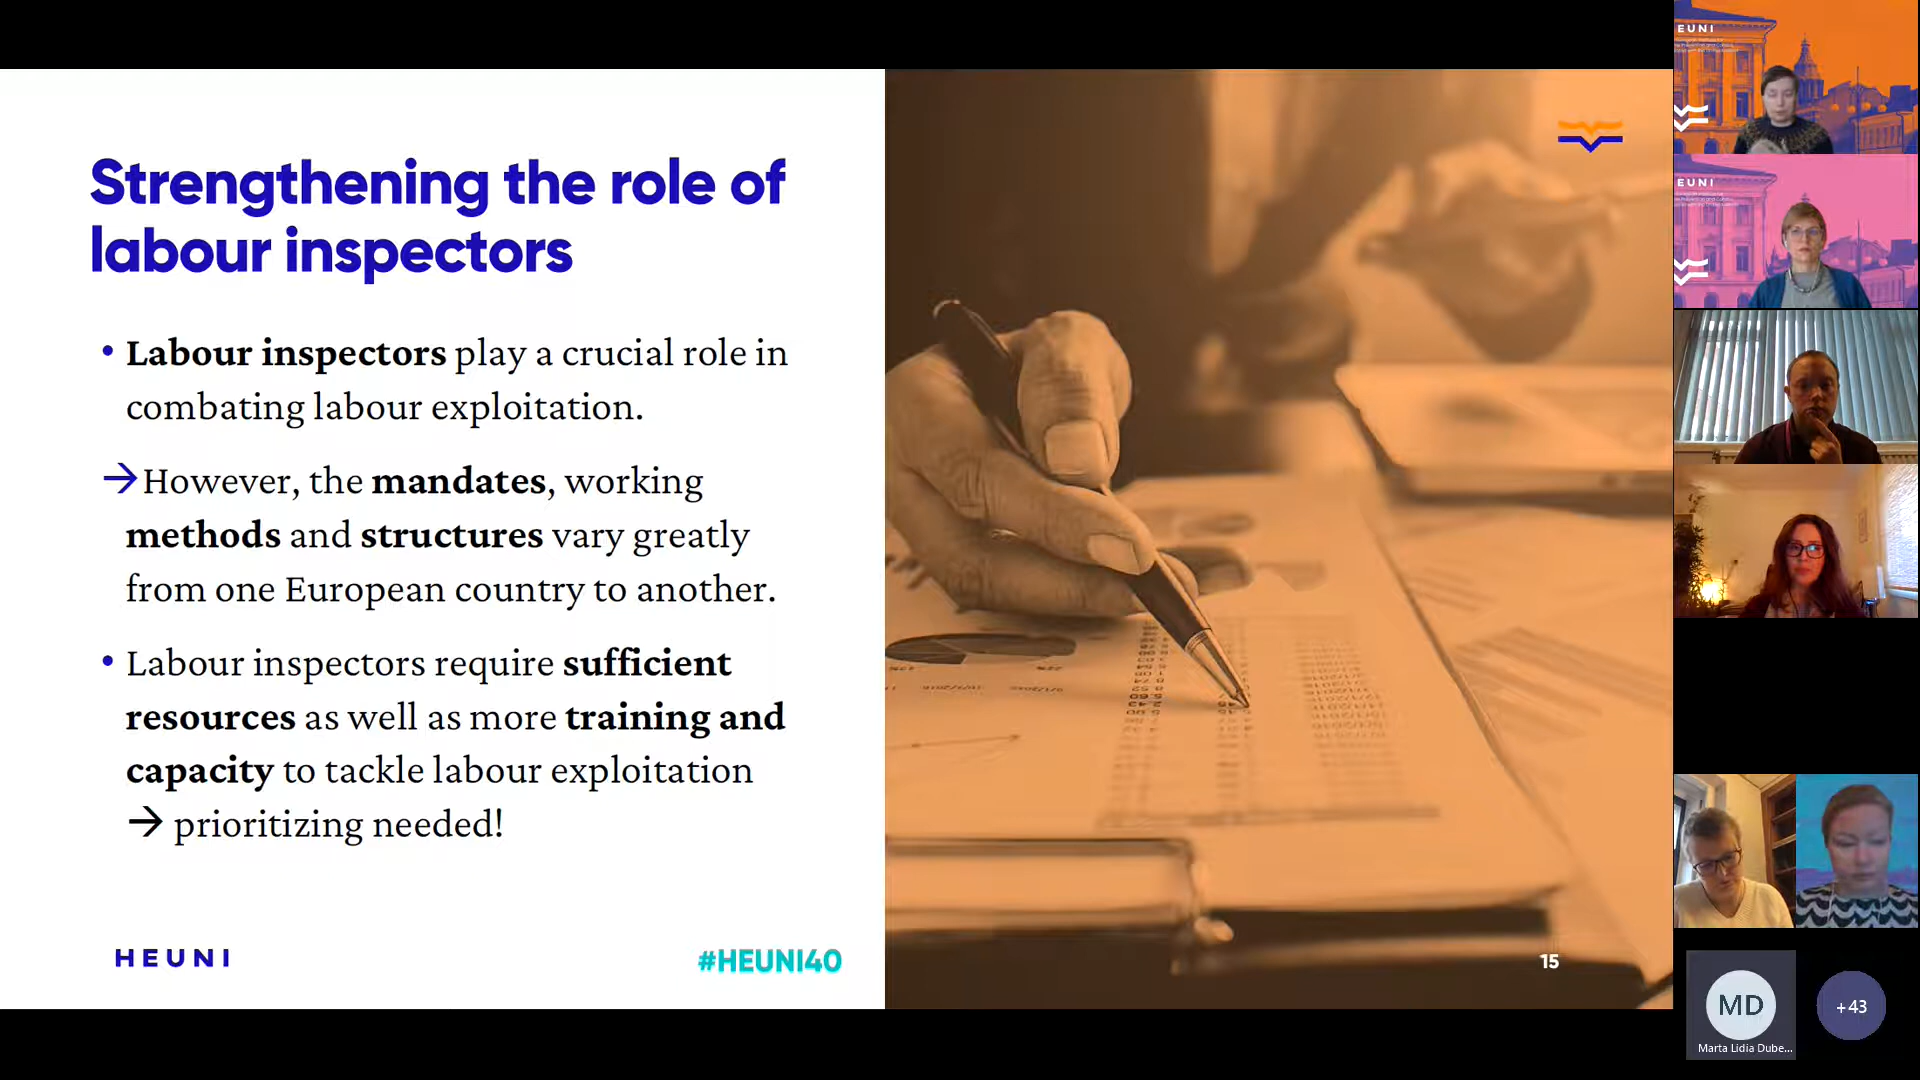 Strengthening the role of
labour inspectors
• Labour inspectors play a crucial role in
combating labour exploitation.
→ However, the mandates, working
methods and structures vary greatly
from one European country to another.
• Labour inspectors require sufficient
resources as well as more training and
capacity to tackle labour exploitation
→ prioritizing needed!
HEUNI
#HEUNI40
15
EUNI
EUNI
MD
+43
Marta Lidia Dube...